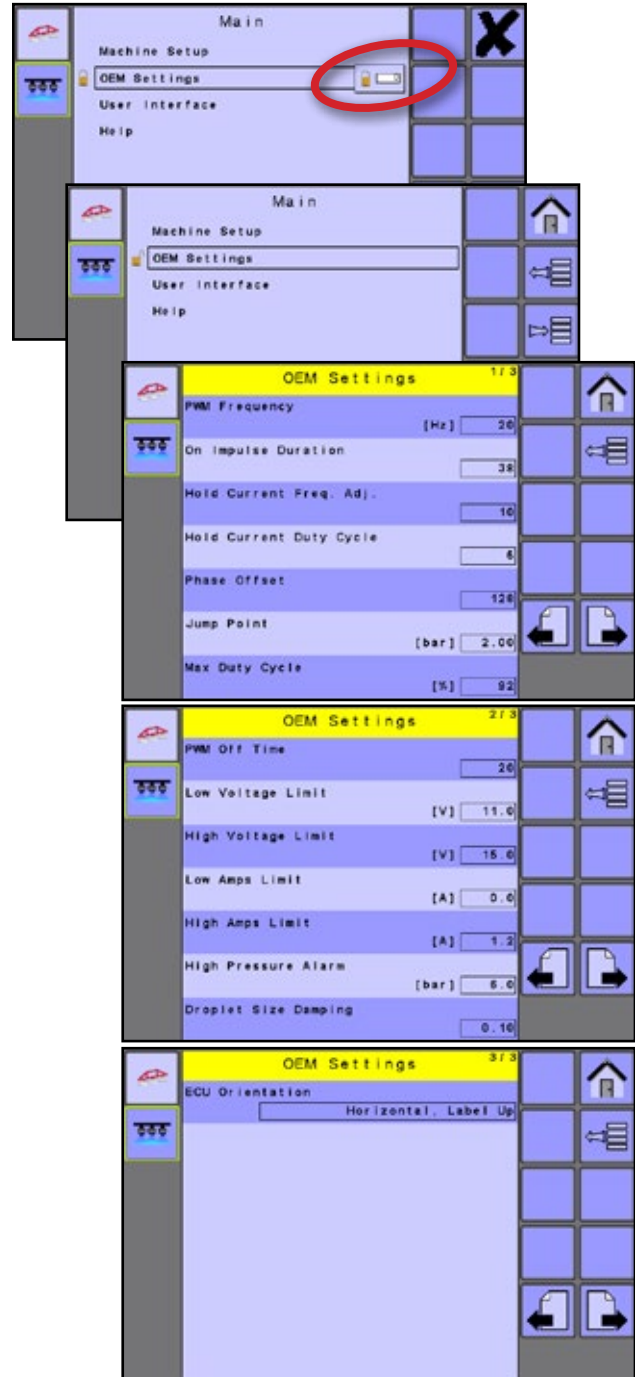 Main
Machine Setup
OEM Settings
User Interface
Help
Main
Machine Setup
OEM Settings
User Interface
Help
OEM Settings 1/3
PWM Frequency
[Hz] 20
On Impulse Duration
38
Hold Current Freq. Adj.
10
Hold Current Duty Cycle
5
Phase Offset
128
Jump Point
[bar] 2.00
Max Duty Cycle
[%] 92
OEM Settings 2/3
PWM Off Time
20
Low Voltage Limit
[V] 11.0
High Voltage Limit
[V] 15.0
Low Amps Limit
[A] 0.0
High Amps Limit
[A] 1.2
High Pressure Alarm
[bar] 6.0
Droplet Size Damping
0.10
OEM Settings 3/3
ECU Orientation
Horizontal, Label Up